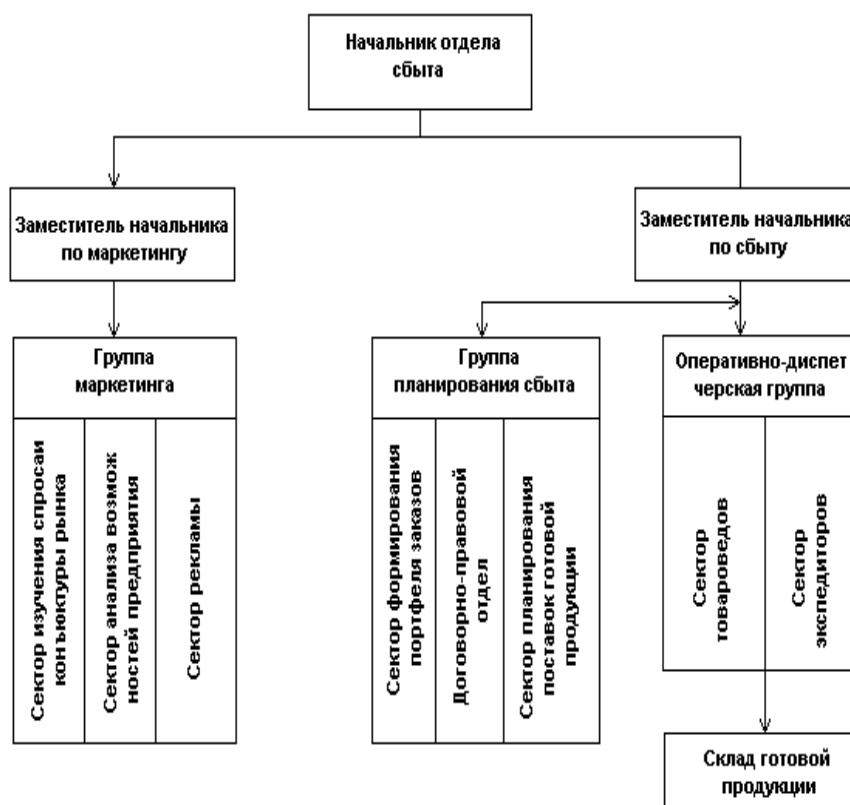 Начальник отдела
сбыта
Заместитель начальника
по маркетингу
Заместитель начальника
по сбыту
Группа
маркетинга
Группа
планирования сбыта
Оперативно-диспет
черская группа
Сектор изучения спросаи
конъюктуры рынка
Сектор анализа возмож
ностей предприятия
Сектор рекламы
Сектор формирования
портфеля заказов
Договорно-правовой
отдел
Сектор планирования
поставок готовой
продукции
Сектор
товароведов
Сектор
экспедиторов
Склад готовой
продукции